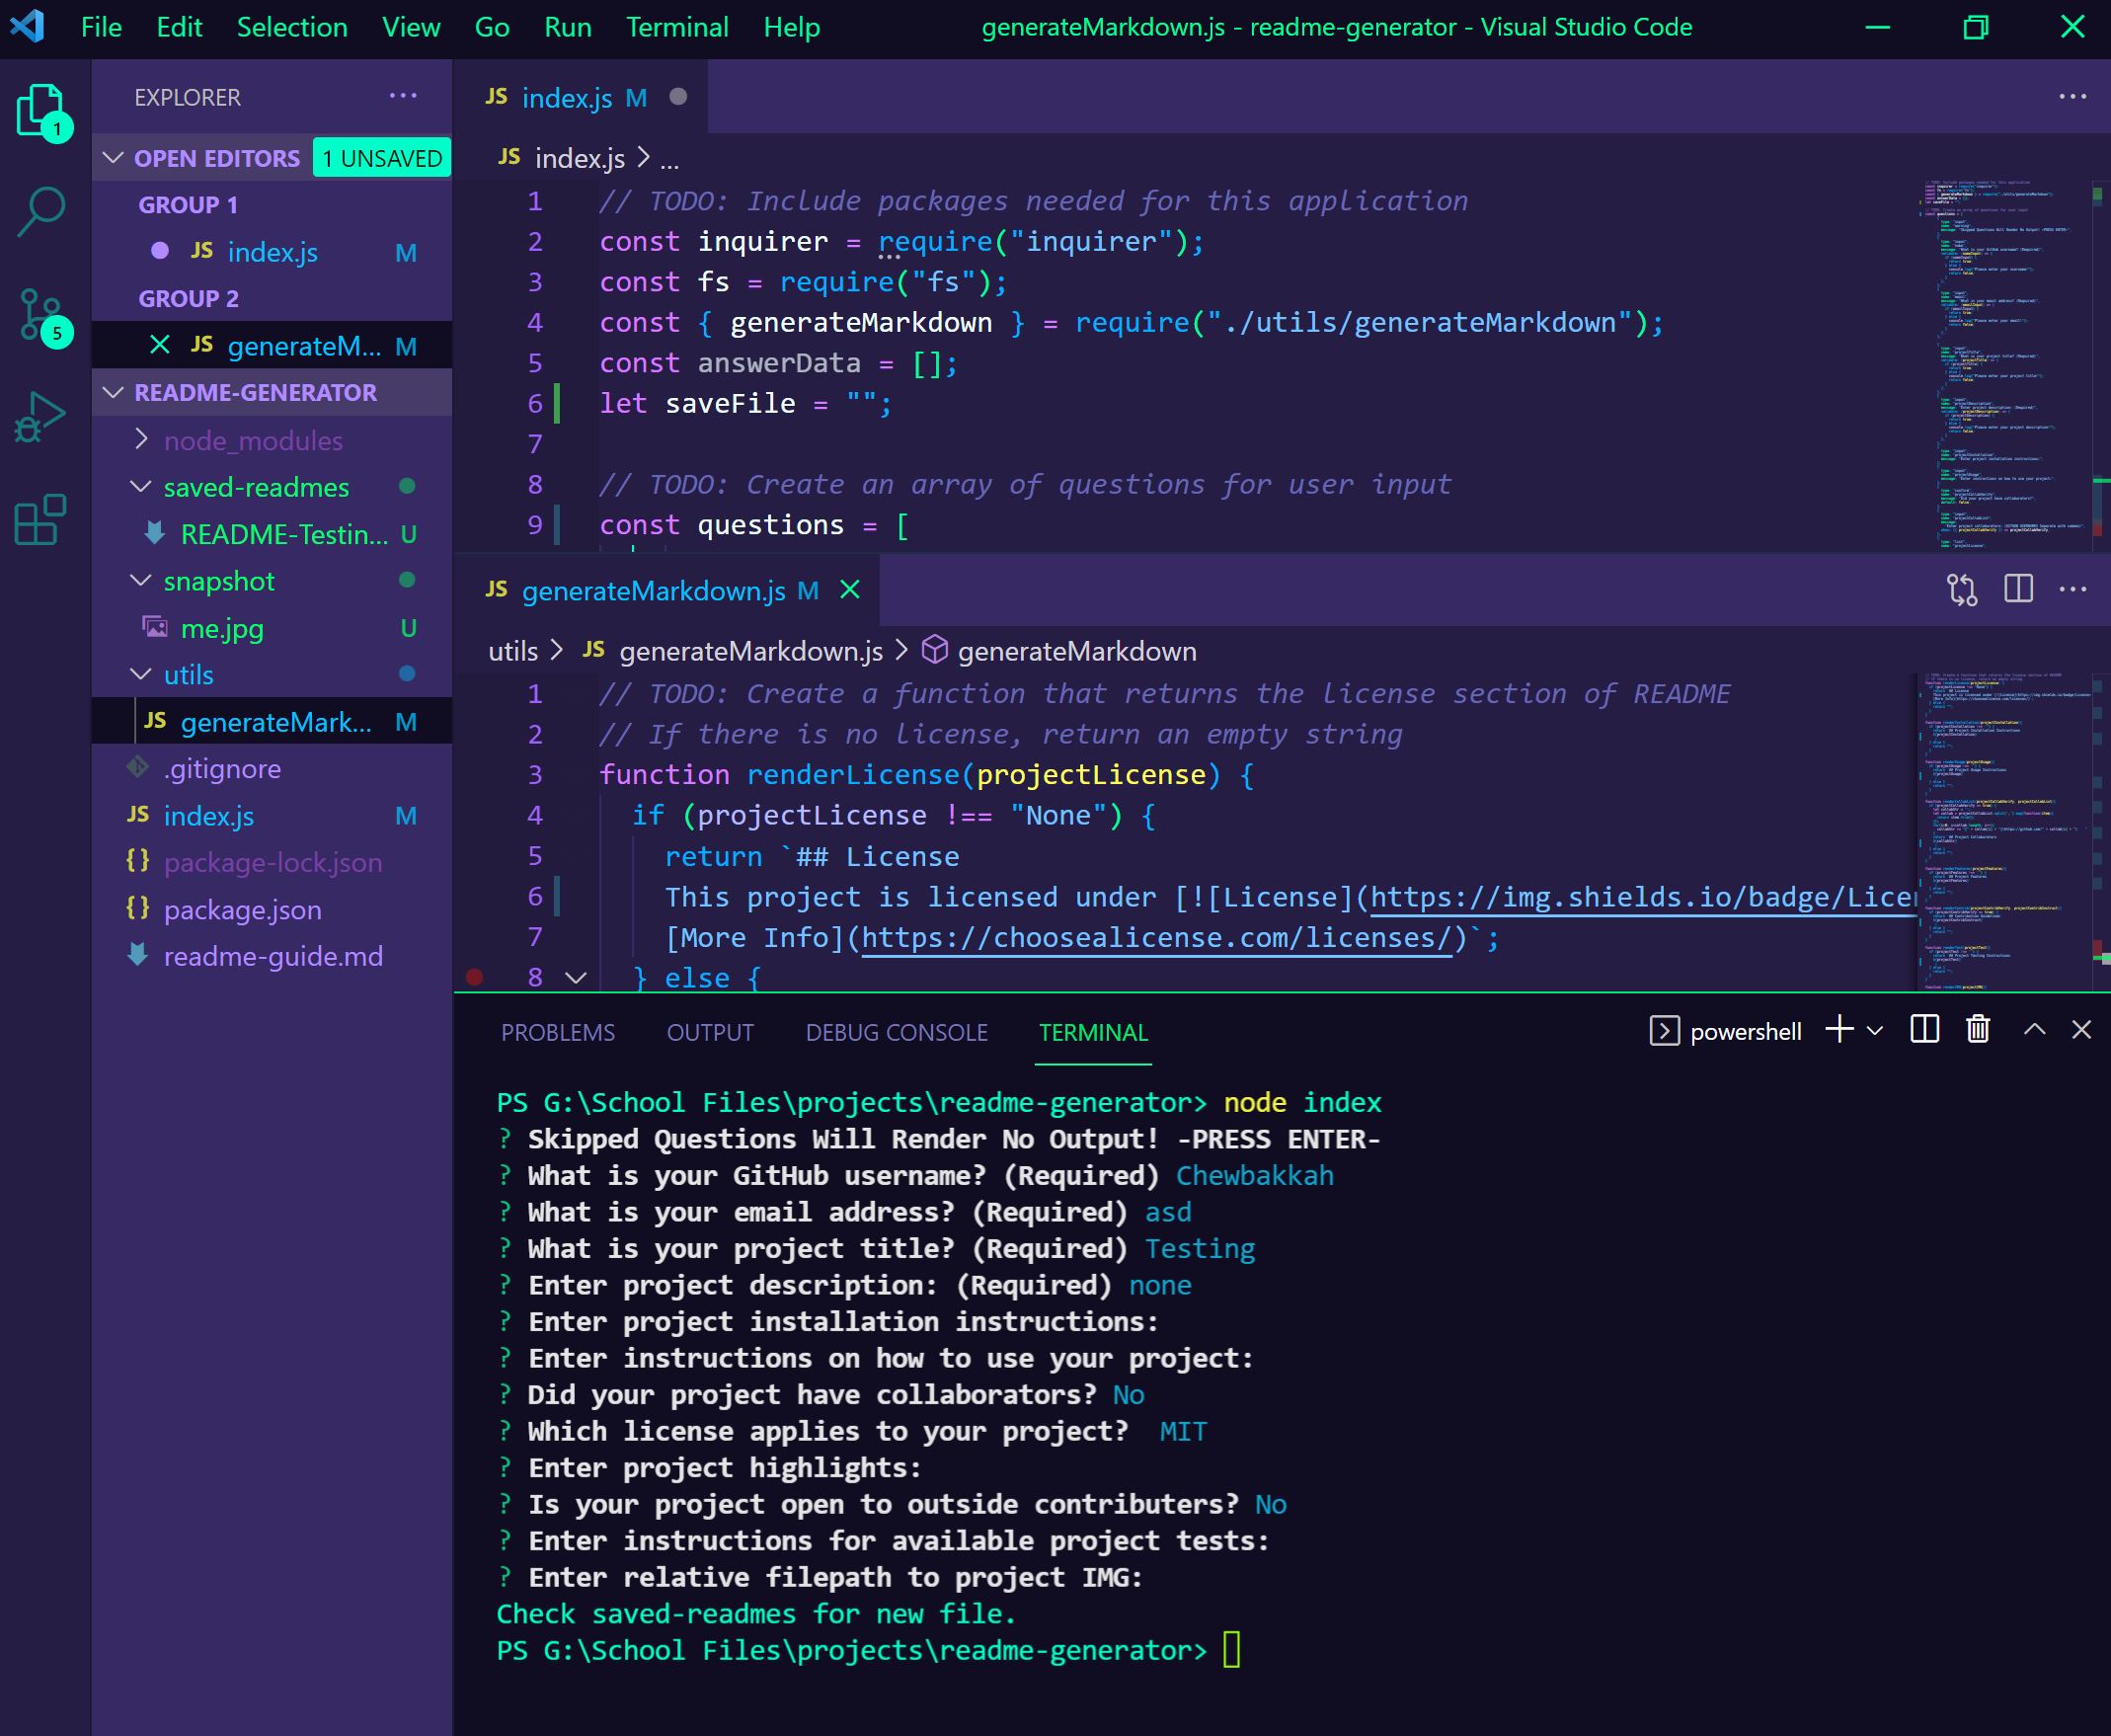 File Edit Selection View Go Run Terminal Help
generateMarkdown.js - readme-generator - Visual Studio Code
1
5
EXPLORER
OPEN EDITORS 1 UNSAVED
GROUP 1
JS index.js M
GROUP 2
JS generateM... M
README-GENERATOR
node_modules
saved-readmes
README-Testin... U
snapshot
me.jpg U
utils
JS generateMark... M
.gitignore
JS index.js M
{} package-lock.json
{} package.json
readme-guide.md
JS index.js M
JS index.js > ...
1 // TODO: Include packages needed for this application
2 const inquirer = require("inquirer");
3 const fs = require("fs");
4 const { generateMarkdown } = require("./utils/generateMarkdown");
5 const answerData = [];
6 let saveFile = "";
7
8 // TODO: Create an array of questions for user input
9 const questions = [
JS generateMarkdown.js M
utils > JS generateMarkdown.js > generateMarkdown
1 // TODO: Create a function that returns the license section of README
2 // If there is no license, return an empty string
3 function renderLicense(projectLicense) {
4 if (projectLicense !== "None") {
5 return `## License
6 This project is licensed under [![License](https://img.shields.io/badge/Licen
7 [More Info](https://choosealicense.com/licenses/)`;
8 } else {
PROBLEMS OUTPUT DEBUG CONSOLE TERMINAL
powershell
PS G:\School Files\projects\readme-generator> node index
? Skipped Questions Will Render No Output! -PRESS ENTER-
? What is your GitHub username? (Required) Chewbakkah
? What is your email address? (Required) asd
? What is your project title? (Required) Testing
? Enter project description: (Required) none
? Enter project installation instructions:
? Enter instructions on how to use your project:
? Did your project have collaborators? No
? Which license applies to your project? MIT
? Enter project highlights:
? Is your project open to outside contributers? No
? Enter instructions for available project tests:
? Enter relative filepath to project IMG:
Check saved-readmes for new file.
PS G:\School Files\projects\readme-generator>